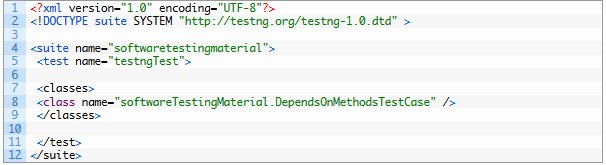 1 <?xml version="1.0" encoding="UTF-8"?>
2 <!DOCTYPE suite SYSTEM "http://testng.org/testng-1.0.dtd" >
3
4 <suite name="softwaretestingmaterial">
5 <test name="testngTest">
6
7 <classes>
8 <class name="softwareTestingMaterial.DependsOnMethodsTestCase" />
9 </classes>
10
11 </test>
12 </suite>